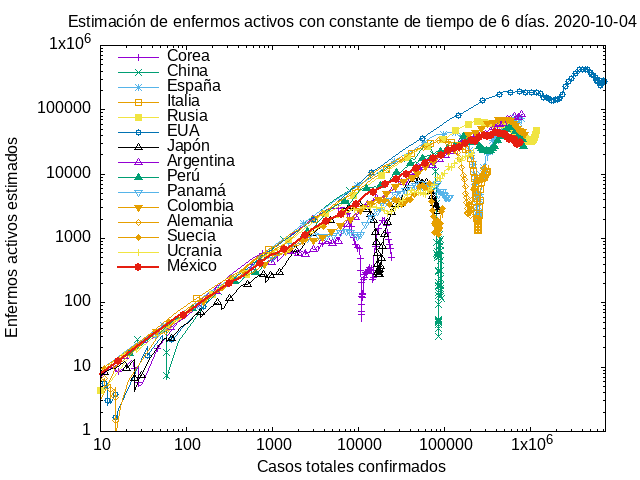 Estimación de enfermos activos con constante de tiempo de 6 días. 2020-10-04
1x10^6
100000
10000
1000
100
10
1
Enfermos activos estimados
Corea
China
España
Italia
Rusia
EUA
Japón
Argentina
Perú
Panamá
Colombia
Alemania
Suecia
Ucrania
México
10 100 1000 10000 100000 1x10^6
Casos totales confirmados